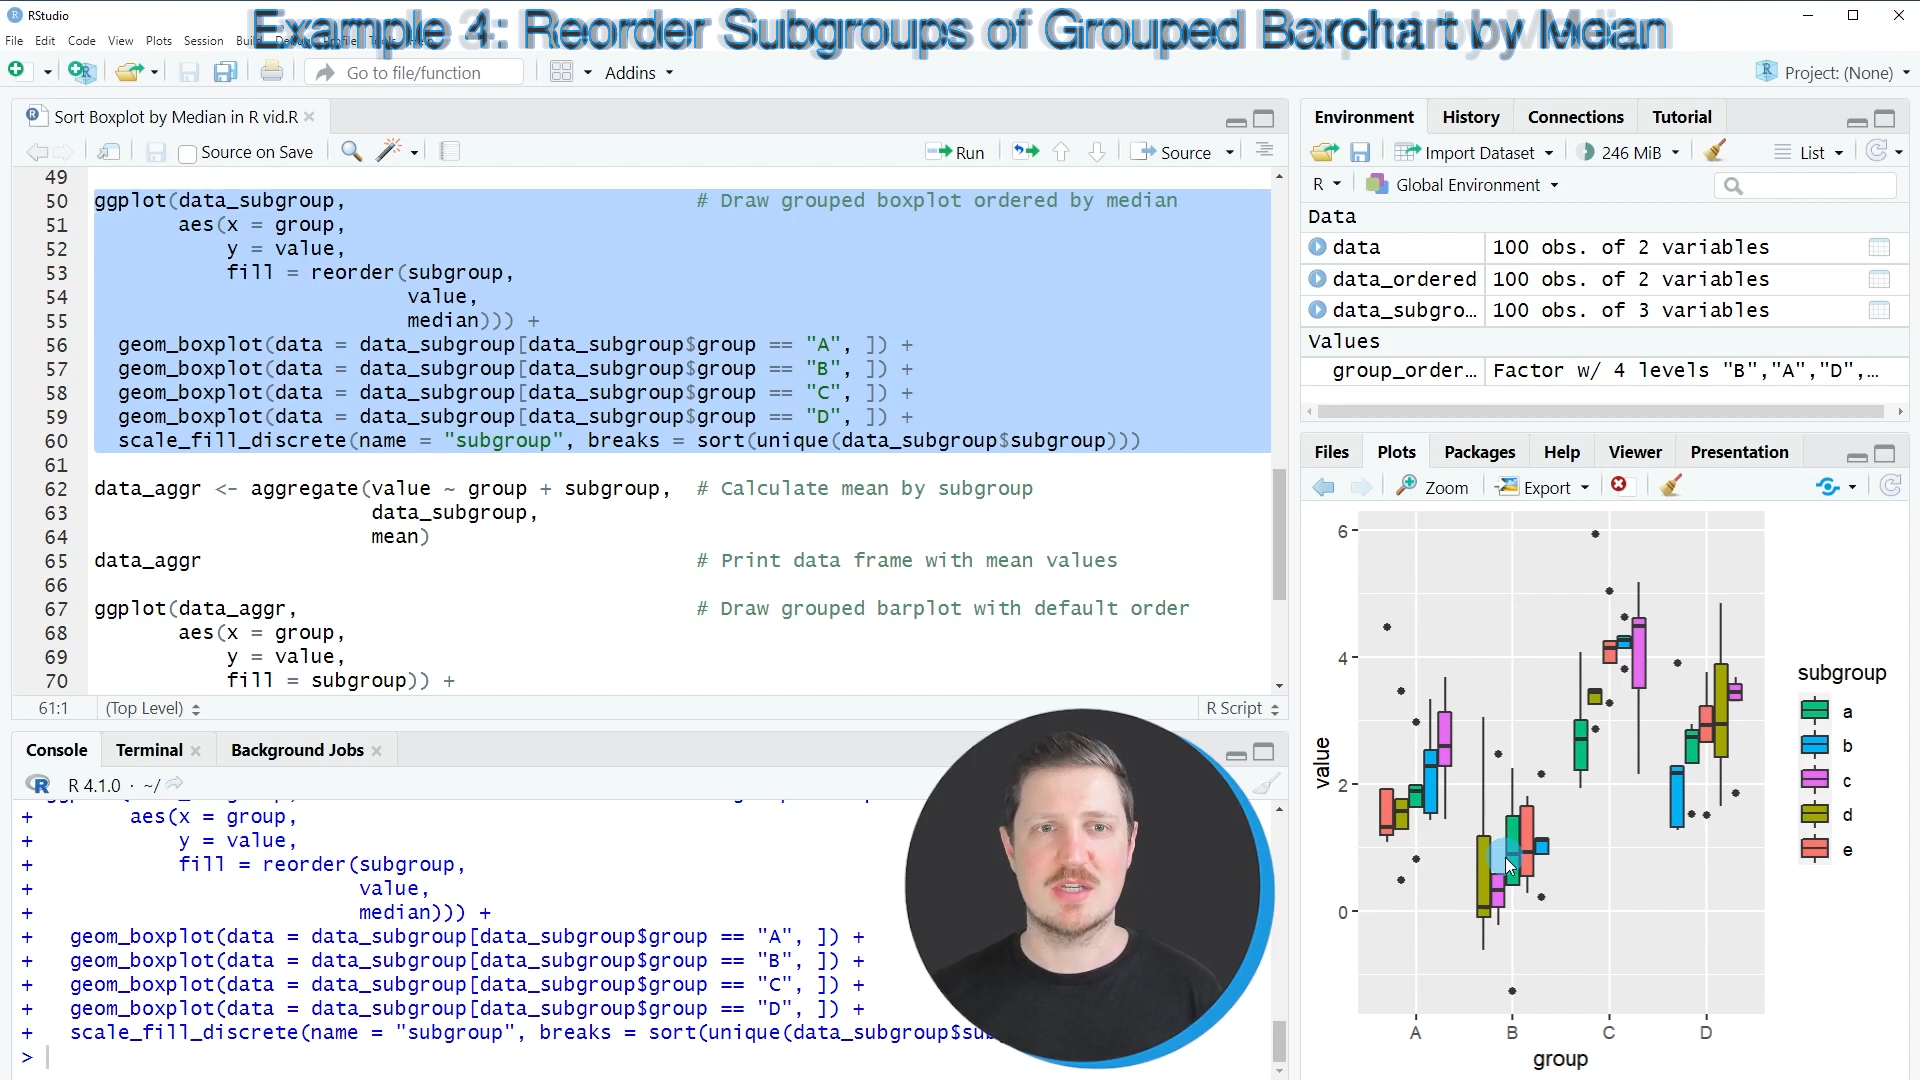 RStudio
Example 4: Reorder Subgroups of Grouped Barchart by Mean
File Edit Code View Plots Session Build
Go to file/function
Addins
Project: (None)
Sort Boxplot by Median in R vid.R
Source on Save
Run
Source
49
50 ggplot(data_subgroup, # Draw grouped boxplot ordered by median
51 aes(x = group,
52 y = value,
53 fill = reorder(subgroup,
54 value,
55 median))) +
56 geom_boxplot(data = data_subgroup[data_subgroup$group == "A", ]) +
57 geom_boxplot(data = data_subgroup[data_subgroup$group == "B", ]) +
58 geom_boxplot(data = data_subgroup[data_subgroup$group == "C", ]) +
59 geom_boxplot(data = data_subgroup[data_subgroup$group == "D", ]) +
60 scale_fill_discrete(name = "subgroup", breaks = sort(unique(data_subgroup$subgroup)))
61
62 data_aggr <- aggregate(value ~ group + subgroup, # Calculate mean by subgroup
63 data_subgroup,
64 mean)
65 data_aggr # Print data frame with mean values
66
67 ggplot(data_aggr, # Draw grouped barplot with default order
68 aes(x = group,
69 y = value,
70 fill = subgroup)) +
61:1 (Top Level) R Script
Console Terminal Background Jobs
R 4.1.0 · ~/
+ aes(x = group,
+ y = value,
+ fill = reorder(subgroup,
+ value,
+ median))) +
+ geom_boxplot(data = data_subgroup[data_subgroup$group == "A", ]) +
+ geom_boxplot(data = data_subgroup[data_subgroup$group == "B", ]) +
+ geom_boxplot(data = data_subgroup[data_subgroup$group == "C", ]) +
+ geom_boxplot(data = data_subgroup[data_subgroup$group == "D", ]) +
+ scale_fill_discrete(name = "subgroup", breaks = sort(unique(data_subgroup$su
>
Environment History Connections Tutorial
Import Dataset 246 MiB List
R Global Environment
Data
data 100 obs. of 2 variables
data_ordered 100 obs. of 2 variables
data_subgro… 100 obs. of 3 variables
Values
group_order… Factor w/ 4 levels "B","A","D",…
Files Plots Packages Help Viewer Presentation
Zoom Export
6
4
2
0
value
A B C D
group
subgroup
a
b
c
d
e